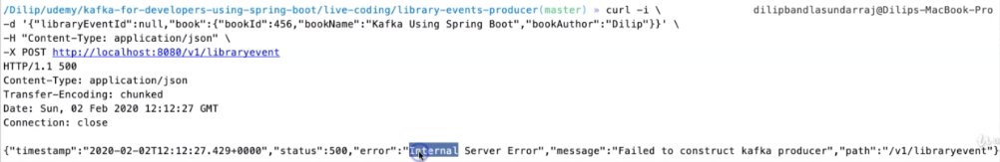 /Dilip/udemy/kafka-for-developers-using-spring-boot/live-coding/library-events-producer(master) » curl -i \ dilipbandlasundarraj@Dilips-MacBook-Pro
-d '{"libraryEventId":null,"book":{"bookId":456,"bookName":"Kafka Using Spring Boot","bookAuthor":"Dilip"}}' \
-H "Content-Type: application/json" \
-X POST http://localhost:8080/v1/libraryevent
HTTP/1.1 500
Content-Type: application/json
Transfer-Encoding: chunked
Date: Sun, 02 Feb 2020 12:12:27 GMT
Connection: close
{"timestamp":"2020-02-02T12:12:27.429+0000","status":500,"error":"Internal Server Error","message":"Failed to construct kafka producer","path":"/v1/libraryevent"}